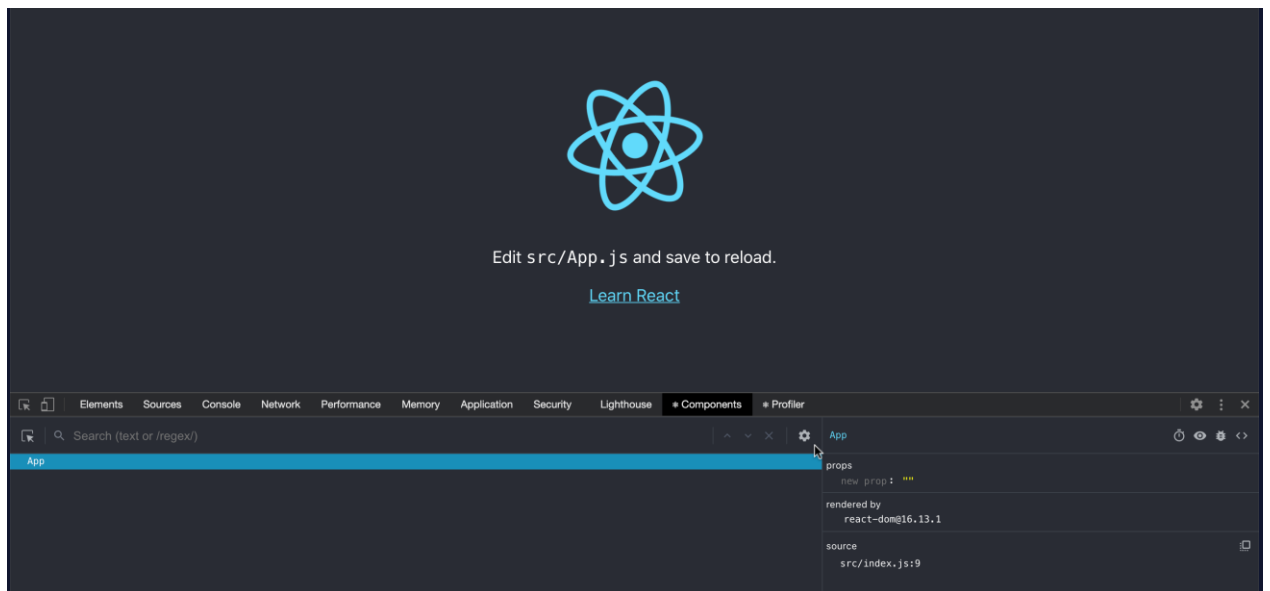 Edit src/App.js and save to reload.
Learn React
Elements Sources Console Network Performance Memory Application Security Lighthouse Components Profiler
Search (text or /regex/)
App
App
props
new prop: ""
rendered by
react-dom@16.13.1
source
src/index.js:9